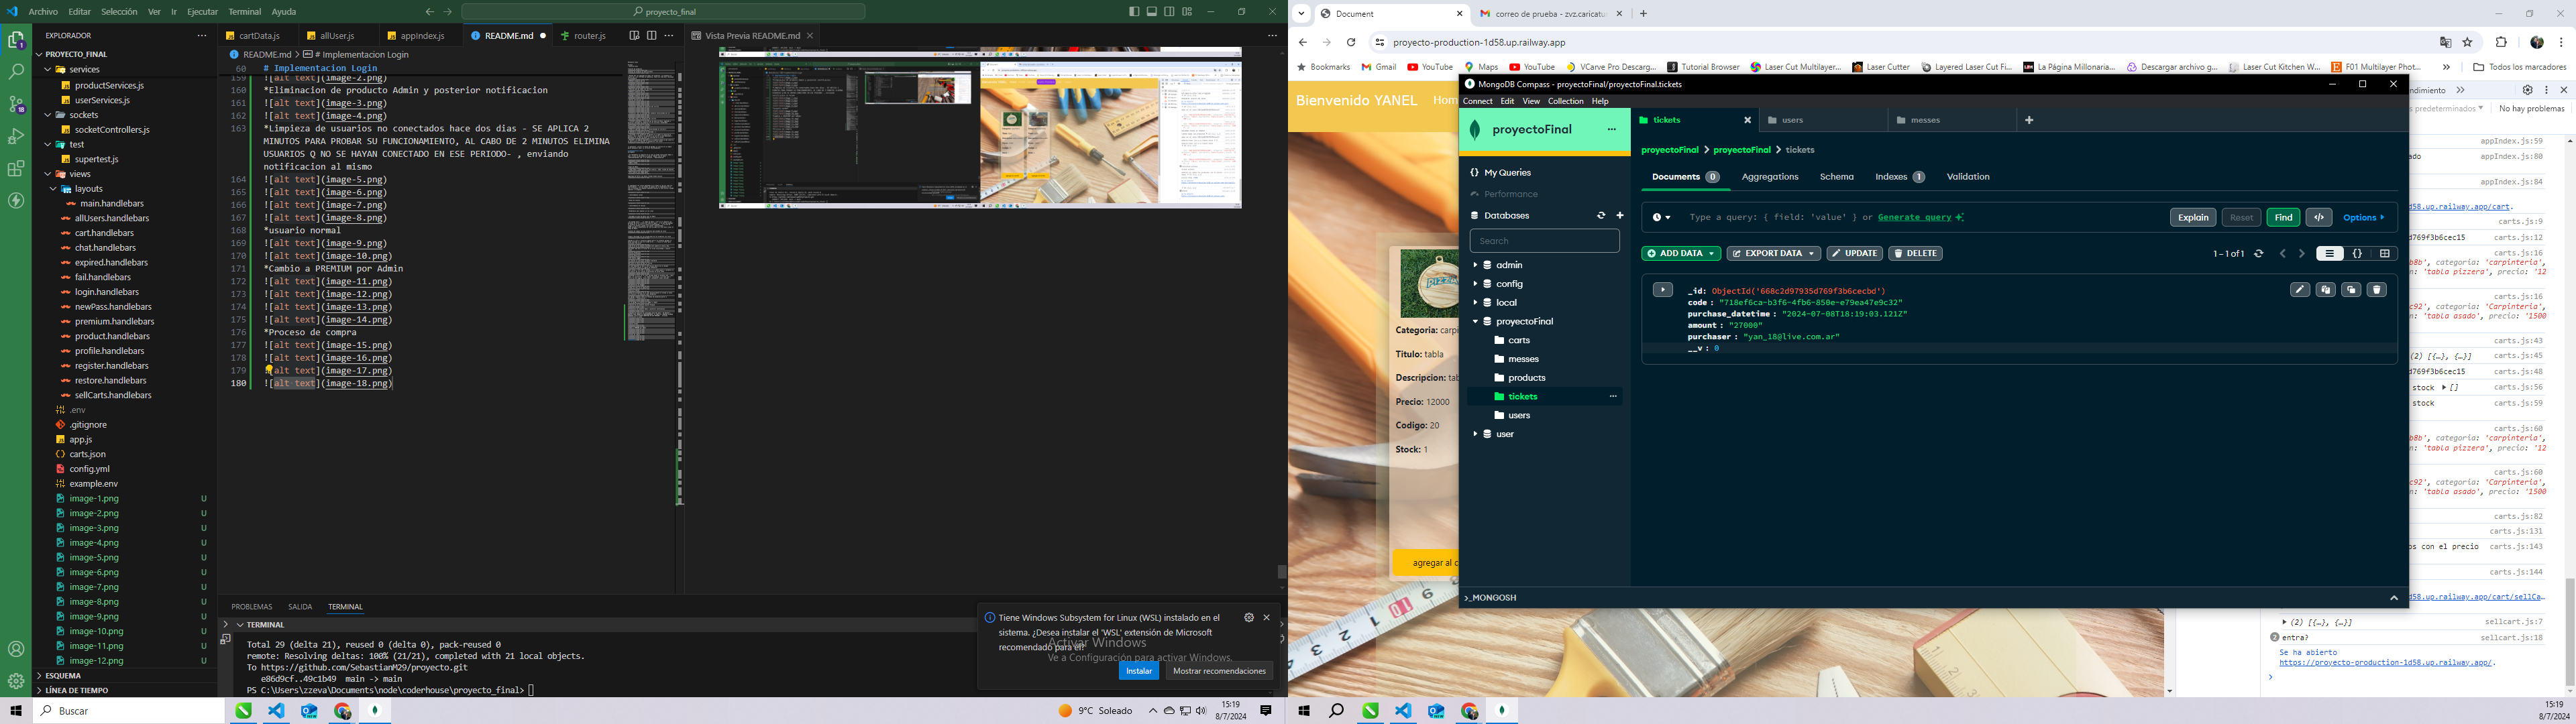 Archivo Editar Selección Ver Ir Ejecutar Terminal Ayuda
proyecto_final
EXPLORADOR
PROYECTO_FINAL
services
productServices.js
userServices.js
sockets
socketControllers.js
test
supertest.js
views
layouts
main.handlebars
allUsers.handlebars
cart.handlebars
chat.handlebars
expired.handlebars
fail.handlebars
login.handlebars
newPass.handlebars
premium.handlebars
product.handlebars
profile.handlebars
register.handlebars
restore.handlebars
sellCarts.handlebars
.env
.gitignore
app.js
carts.json
config.yml
example.env
image-1.png U
image-2.png U
image-3.png U
image-4.png U
image-5.png U
image-6.png U
image-7.png U
image-8.png U
image-9.png U
image-10.png U
image-11.png U
image-12.png U
ESQUEMA
LÍNEA DE TIEMPO
cartData.js allUser.js appIndex.js README.md router.js
README.md > # Implementacion Login
60 # Implementacion Login
159 ![alt text](image-2.png)
160 *Eliminacion de producto Admin y posterior notificacion
161 ![alt text](image-3.png)
162 ![alt text](image-4.png)
163 *Limpieza de usuarios no conectados hace dos dias - SE APLICA 2
MINUTOS PARA PROBAR SU FUNCIONAMIENTO, AL CABO DE 2 MINUTOS ELIMINA
USUARIOS Q NO SE HAYAN CONECTADO EN ESE PERIODO- , enviando
notificacion al mismo
164 ![alt text](image-5.png)
165 ![alt text](image-6.png)
166 ![alt text](image-7.png)
167 ![alt text](image-8.png)
168 *usuario normal
169 ![alt text](image-9.png)
170 ![alt text](image-10.png)
171 *Cambio a PREMIUM por Admin
172 ![alt text](image-11.png)
173 ![alt text](image-12.png)
174 ![alt text](image-13.png)
175 ![alt text](image-14.png)
176 *Proceso de compra
177 ![alt text](image-15.png)
178 ![alt text](image-16.png)
179 ![alt text](image-17.png)
180 ![alt text](image-18.png)
Vista Previa README.md
PROBLEMAS SALIDA TERMINAL
TERMINAL
Total 29 (delta 21), reused 0 (delta 0), pack-reused 0
remote: Resolving deltas: 100% (21/21), completed with 21 local objects.
To https://github.com/SebastianM29/proyecto.git
e86d9cf..49c1b49 main -> main
PS C:\Users\zzeva\Documents\node\coderhouse\proyecto_final>
Tiene Windows Subsystem for Linux (WSL) instalado en el
sistema. ¿Desea instalar el 'WSL' extensión de Microsoft
recomendado para él?
Activar Windows
Ve a Configuración para activar Windows.
Instalar Mostrar recomendaciones
Buscar
9°C Soleado
15:19
8/7/2024
Document correo de prueba - zvz.caricatu
proyecto-production-1d58.up.railway.app
Bookmarks Gmail YouTube Maps YouTube VCarve Pro Descarg... Tutorial Browser Laser Cut Multilayer... Laser Cutter Layered Laser Cut Fi... La Página Millonaria... Descargar archivo g... Laser Cut Kitchen W... F01 Multilayer Phot... Todos los marcadores
Bienvenido YANEL Hom
Categoria: carpi
Titulo: tabla
Descripcion: tab
Precio: 12000
Codigo: 20
Stock: 1
agregar al c
MongoDB Compass - proyectoFinal/proyectoFinal.tickets
Connect Edit View Collection Help
proyectoFinal
My Queries
Performance
Databases
Search
admin
config
local
proyectoFinal
carts
messes
products
tickets
users
user
tickets users messes
proyectoFinal > proyectoFinal > tickets
Documents 0 Aggregations Schema Indexes 1 Validation
Type a query: { field: 'value' } or Generate query
Explain Reset Find </> Options
ADD DATA EXPORT DATA UPDATE DELETE
1 – 1 of 1
_id: ObjectId('668c2d97935d769f3b6cecbd')
code : "718ef6ca-b3f6-4fb6-850e-e79ea47e9c32"
purchase_datetime : "2024-07-08T18:19:03.121Z"
amount : "27000"
purchaser : "yan_18@live.com.ar"
__v : 0
>_MONGOSH
ndimiento
s predeterminados No hay problemas
appIndex.js:59
ado appIndex.js:80
appIndex.js:84
d58.up.railway.app/cart.
carts.js:9
d769f3b6cec15 carts.js:12
carts.js:16
b8b', categoria: 'carpinteria',
n: 'tabla pizzera', precio: '12
carts.js:16
c92', categoria: 'Carpinteria',
n: 'tabla asado', precio: '1500
carts.js:43
(2) [{…}, {…}] carts.js:45
d769f3b6cec15 carts.js:48
stock [] carts.js:56
stock carts.js:59
carts.js:60
b8b', categoria: 'carpinteria',
n: 'tabla pizzera', precio: '12
carts.js:60
c92', categoria: 'Carpinteria',
n: 'tabla asado', precio: '1500
carts.js:82
carts.js:131
os con el precio carts.js:143
carts.js:144
d58.up.railway.app/cart/sellCa…
(2) [{…}, {…}] sellcart.js:7
2 entra? sellcart.js:18
Se ha abierto
https://proyecto-production-1d58.up.railway.app/.
15:19
8/7/2024